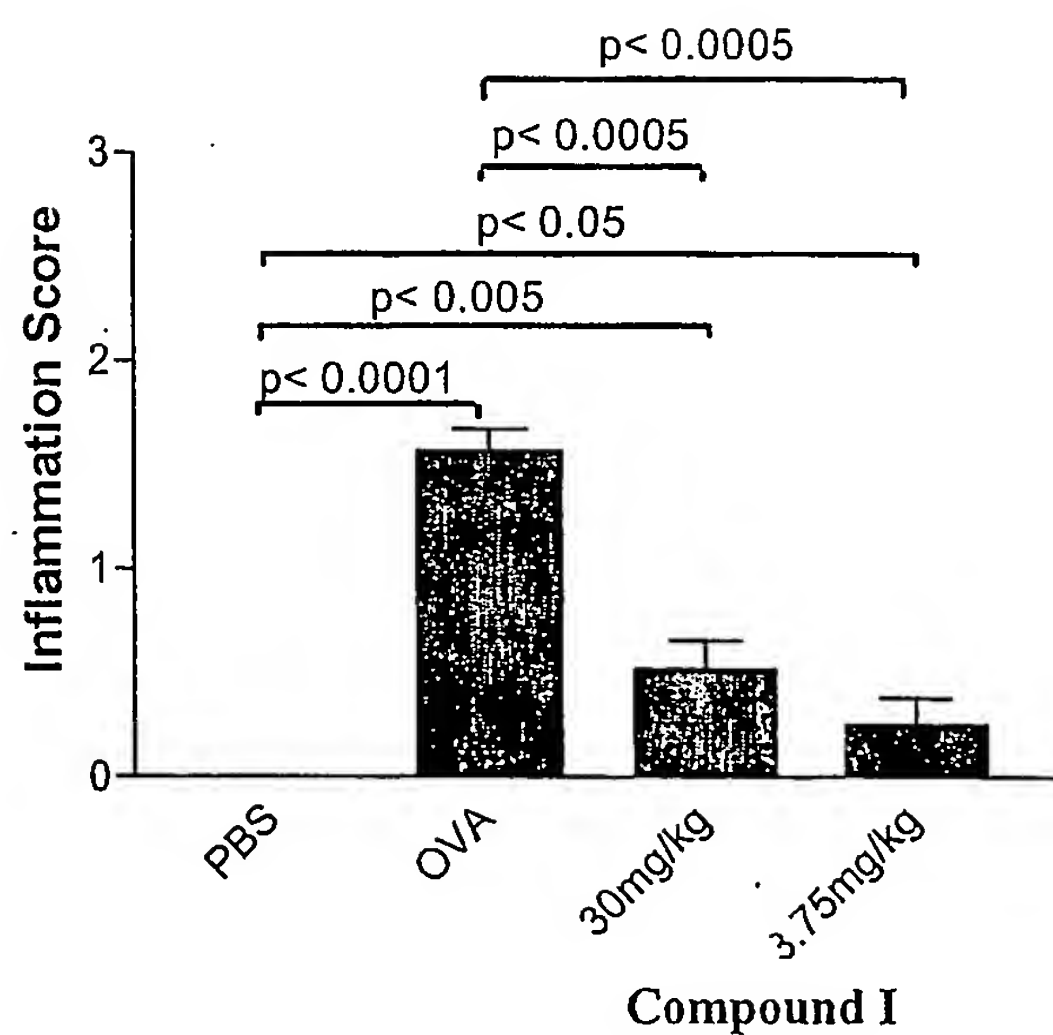 p< 0.0005
p< 0.0005
p< 0.05
p< 0.005
p< 0.0001
Inflammation Score
3
2
1
0
PBS
OVA
30mg/kg
3.75mg/kg
Compound I